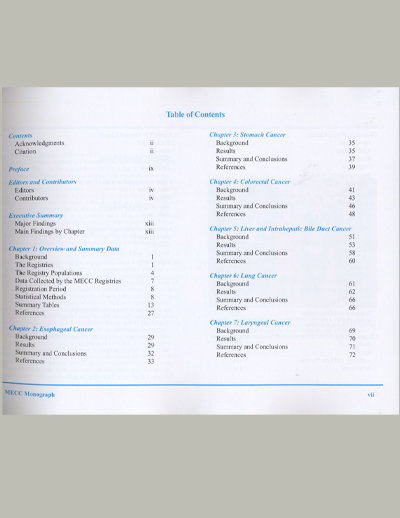 Table of Contents
Contents
Acknowledgments ii
Citation ii
Preface ix
Editors and Contributors
Editors iv
Contributors iv
Executive Summary
Major Findings xiii
Main Findings by Chapter xiii
Chapter 1: Overview and Summary Data
Background 1
The Registries 1
The Registry Populations 4
Data Collected by the MECC Registries 7
Registration Period 8
Statistical Methods 8
Summary Tables 13
References 27
Chapter 2: Esophageal Cancer
Background 29
Results 29
Summary and Conclusions 32
References 33
Chapter 3: Stomach Cancer
Background 35
Results 35
Summary and Conclusions 37
References 39
Chapter 4: Colorectal Cancer
Background 41
Results 43
Summary and Conclusions 46
References 48
Chapter 5: Liver and Intrahepatic Bile Duct Cancer
Background 51
Results 53
Summary and Conclusions 58
References 60
Chapter 6: Lung Cancer
Background 61
Results 62
Summary and Conclusions 66
References 66
Chapter 7: Laryngeal Cancer
Background 69
Results 70
Summary and Conclusions 71
References 72
MECC Monograph vii